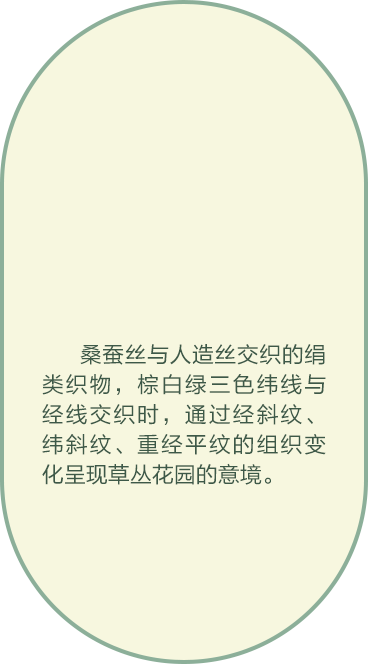 桑蚕丝与人造丝交织的绢
类织物，棕白绿三色纬线与
经线交织时，通过经斜纹、
纬斜纹、重经平纹的组织变
化呈现草丛花园的意境。